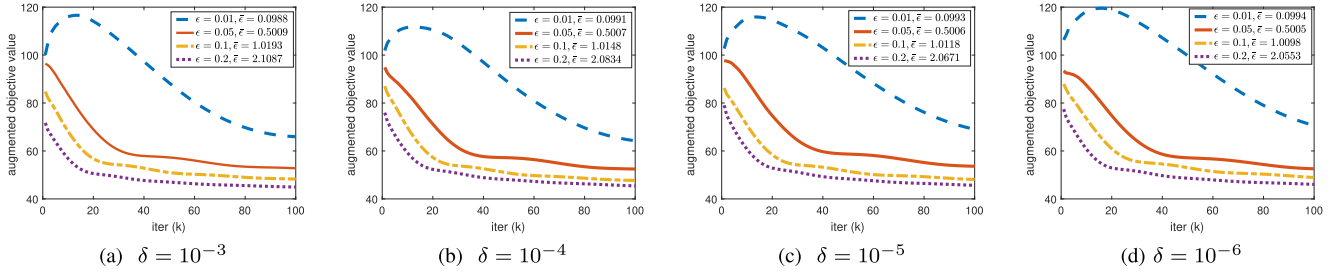 augmented objective value
120
100
80
60
40
0 20 40 60 80 100
iter (k)
ϵ = 0.01, ϵ̄ = 0.0988
ϵ = 0.05, ϵ̄ = 0.5009
ϵ = 0.1, ϵ̄ = 1.0193
ϵ = 0.2, ϵ̄ = 2.1087
(a) δ = 10⁻³
augmented objective value
120
100
80
60
40
0 20 40 60 80 100
iter (k)
ϵ = 0.01, ϵ̄ = 0.0991
ϵ = 0.05, ϵ̄ = 0.5007
ϵ = 0.1, ϵ̄ = 1.0148
ϵ = 0.2, ϵ̄ = 2.0834
(b) δ = 10⁻⁴
augmented objective value
120
100
80
60
40
0 20 40 60 80 100
iter (k)
ϵ = 0.01, ϵ̄ = 0.0993
ϵ = 0.05, ϵ̄ = 0.5006
ϵ = 0.1, ϵ̄ = 1.0118
ϵ = 0.2, ϵ̄ = 2.0671
(c) δ = 10⁻⁵
augmented objective value
120
100
80
60
40
0 20 40 60 80 100
iter (k)
ϵ = 0.01, ϵ̄ = 0.0994
ϵ = 0.05, ϵ̄ = 0.5005
ϵ = 0.1, ϵ̄ = 1.0098
ϵ = 0.2, ϵ̄ = 2.0553
(d) δ = 10⁻⁶